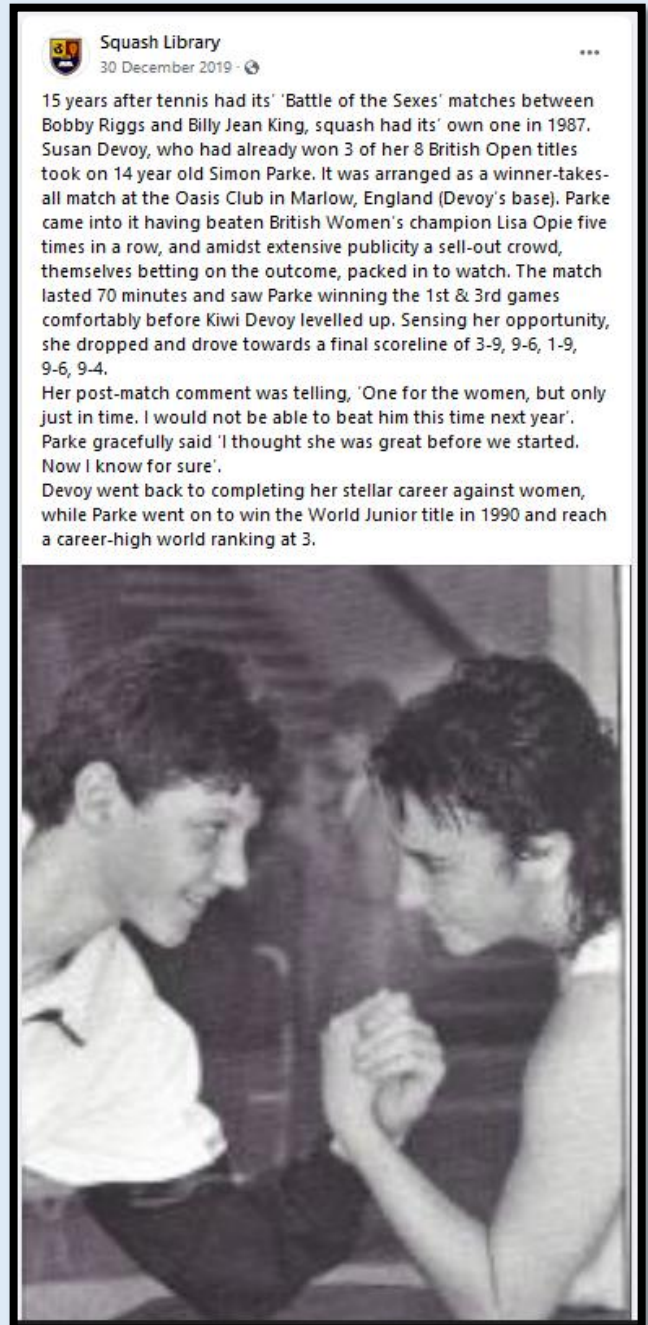 Squash Library
30 December 2019 ·
15 years after tennis had its' 'Battle of the Sexes' matches between
Bobby Riggs and Billy Jean King, squash had its' own one in 1987.
Susan Devoy, who had already won 3 of her 8 British Open titles
took on 14 year old Simon Parke. It was arranged as a winner-takes-
all match at the Oasis Club in Marlow, England (Devoy's base). Parke
came into it having beaten British Women's champion Lisa Opie five
times in a row, and amidst extensive publicity a sell-out crowd,
themselves betting on the outcome, packed in to watch. The match
lasted 70 minutes and saw Parke winning the 1st & 3rd games
comfortably before Kiwi Devoy levelled up. Sensing her opportunity,
she dropped and drove towards a final scoreline of 3-9, 9-6, 1-9,
9-6, 9-4.
Her post-match comment was telling, 'One for the women, but only
just in time. I would not be able to beat him this time next year'.
Parke gracefully said 'I thought she was great before we started.
Now I know for sure'.
Devoy went back to completing her stellar career against women,
while Parke went on to win the World Junior title in 1990 and reach
a career-high world ranking at 3.